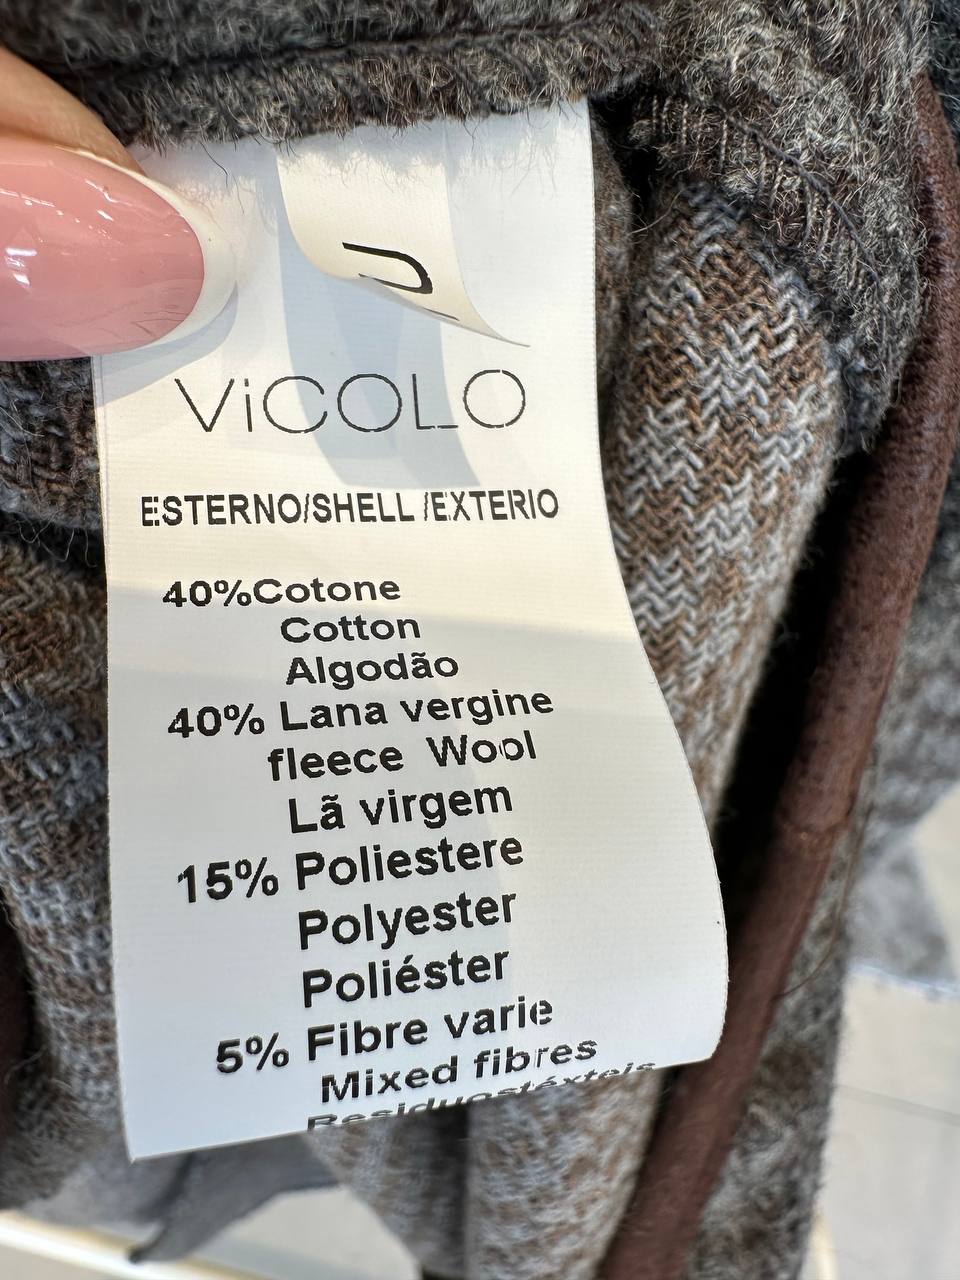 U
ViCOLO
ESTERNO/SHELL/EXTERIO
40%Cotone
Cotton
Algodão
40% Lana vergine
fleece Wool
Lã virgem
15% Poliestere
Polyester
Poliéster
5% Fibre varie
Mixed fibres
Residuostéxteis